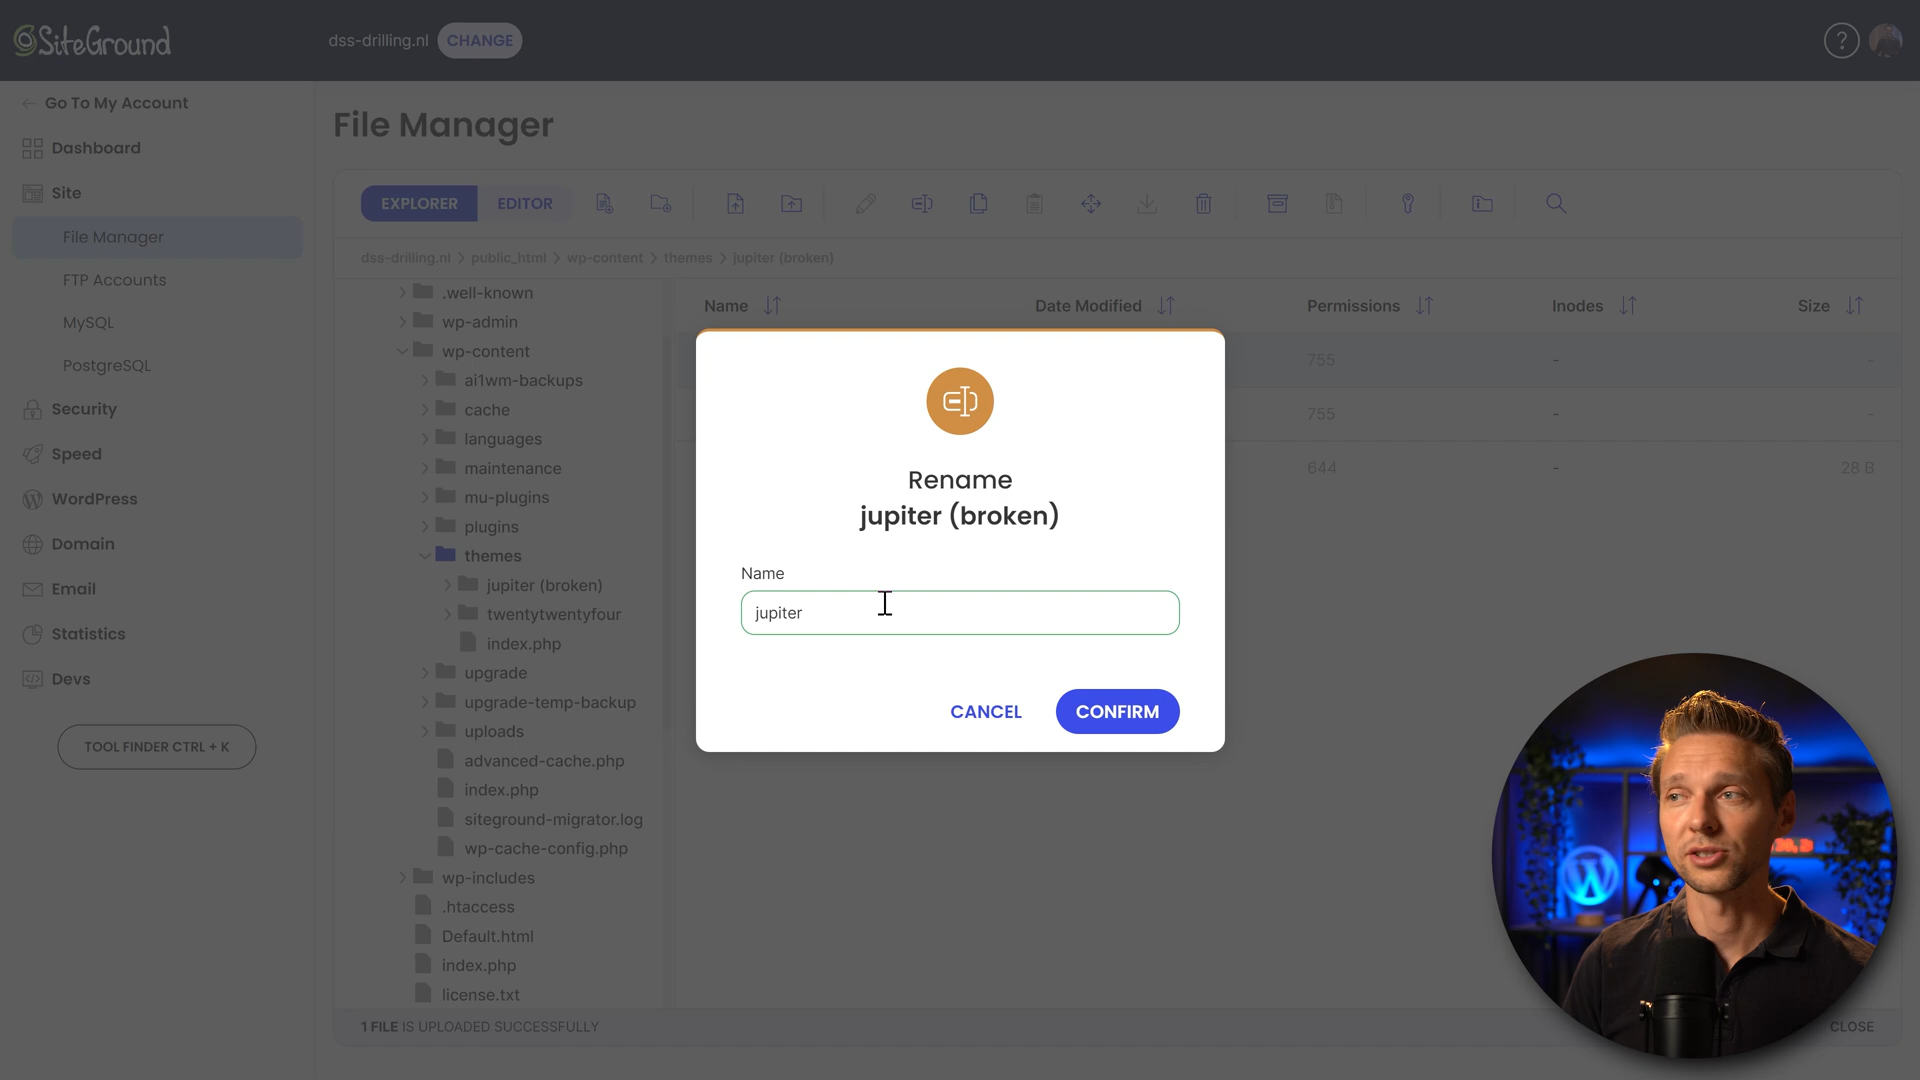 SiteGround
dss-drilling.nl CHANGE
?
Go To My Account
Dashboard
Site
File Manager
FTP Accounts
MySQL
PostgreSQL
Security
Speed
WordPress
Domain
Email
Statistics
Devs
TOOL FINDER CTRL + K
File Manager
EXPLORER EDITOR
dss-drilling.nl > public_html > wp-content > themes > jupiter (broken)
.well-known
wp-admin
wp-content
ai1wm-backups
cache
languages
maintenance
mu-plugins
plugins
themes
jupiter (broken)
twentytwentyfour
index.php
upgrade
upgrade-temp-backup
uploads
advanced-cache.php
index.php
siteground-migrator.log
wp-cache-config.php
wp-includes
.htaccess
Default.html
index.php
license.txt
Name Date Modified Permissions Inodes Size
755 - -
755 - -
644 - 28 B
Rename
jupiter (broken)
Name
jupiter
CANCEL CONFIRM
1 FILE IS UPLOADED SUCCESSFULLY
CLOSE